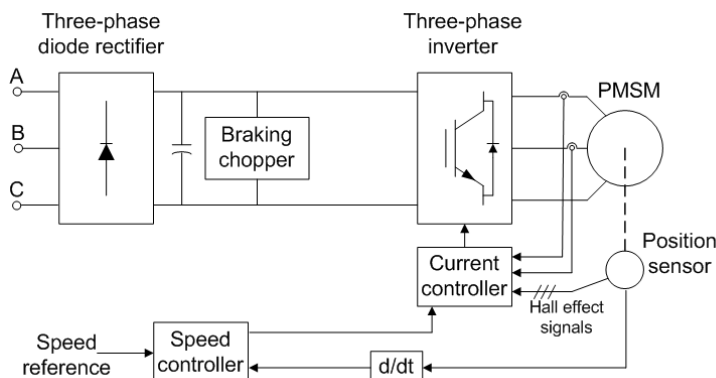 Three-phase
diode rectifier
Three-phase
inverter
A
PMSM
B
Braking
chopper
C
Position
sensor
Current
controller
Hall effect
signals
Speed
reference
Speed
controller
d/dt